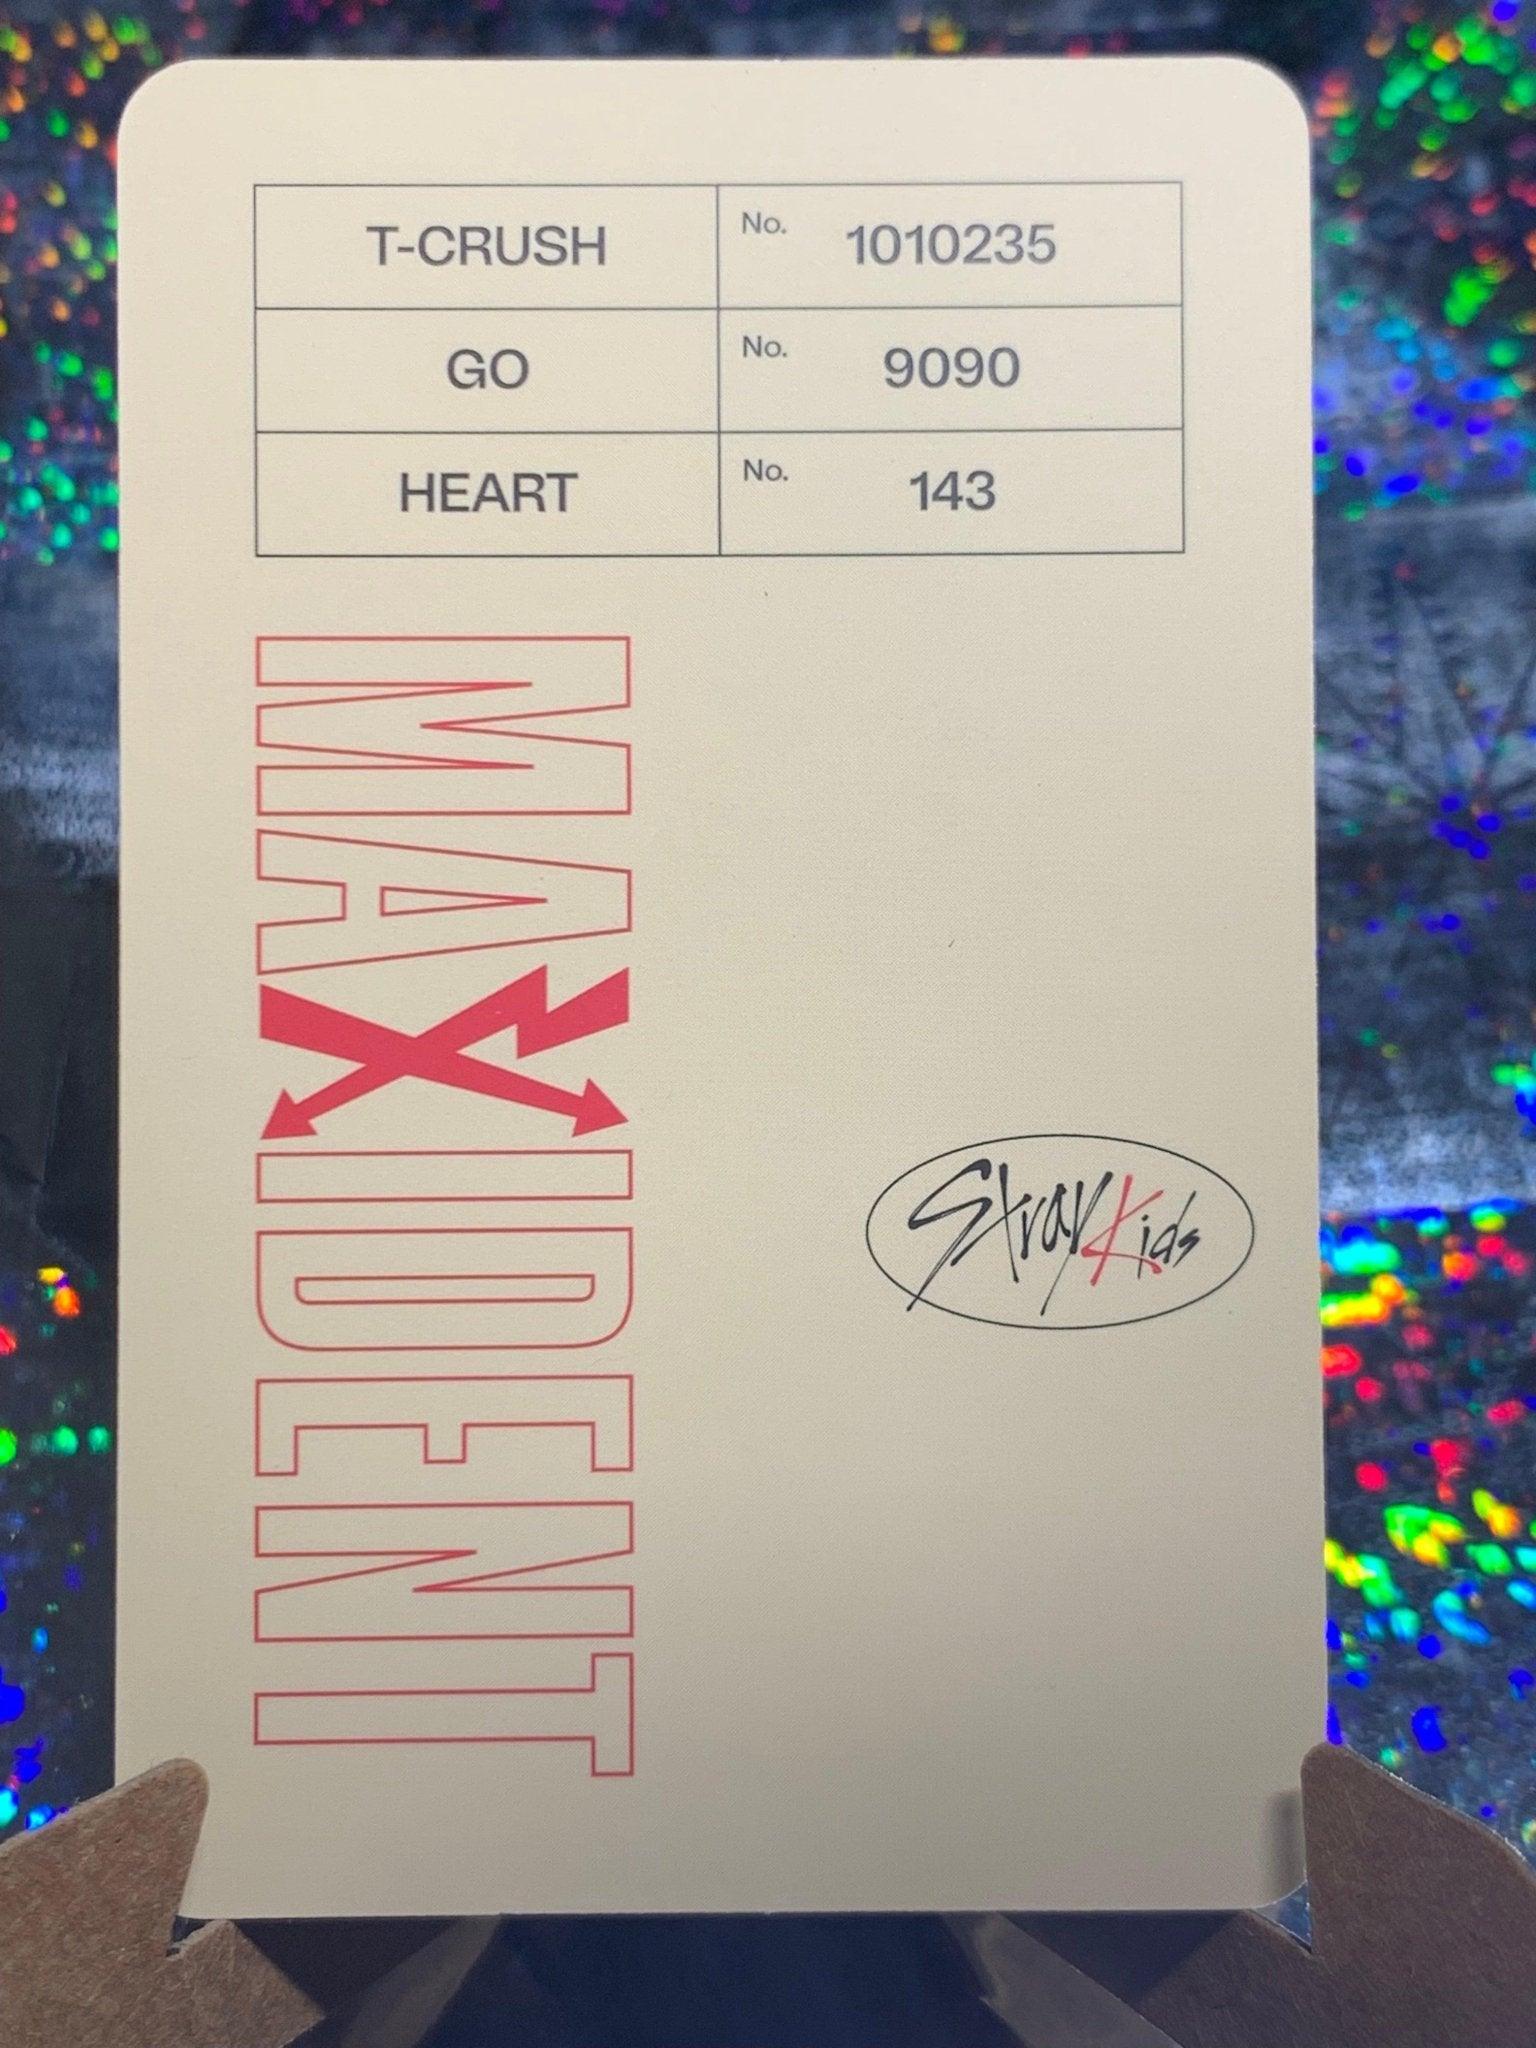 T-CRUSH No. 1010235
GO No. 9090
HEART No. 143
MAXIDENT
Stray Kids